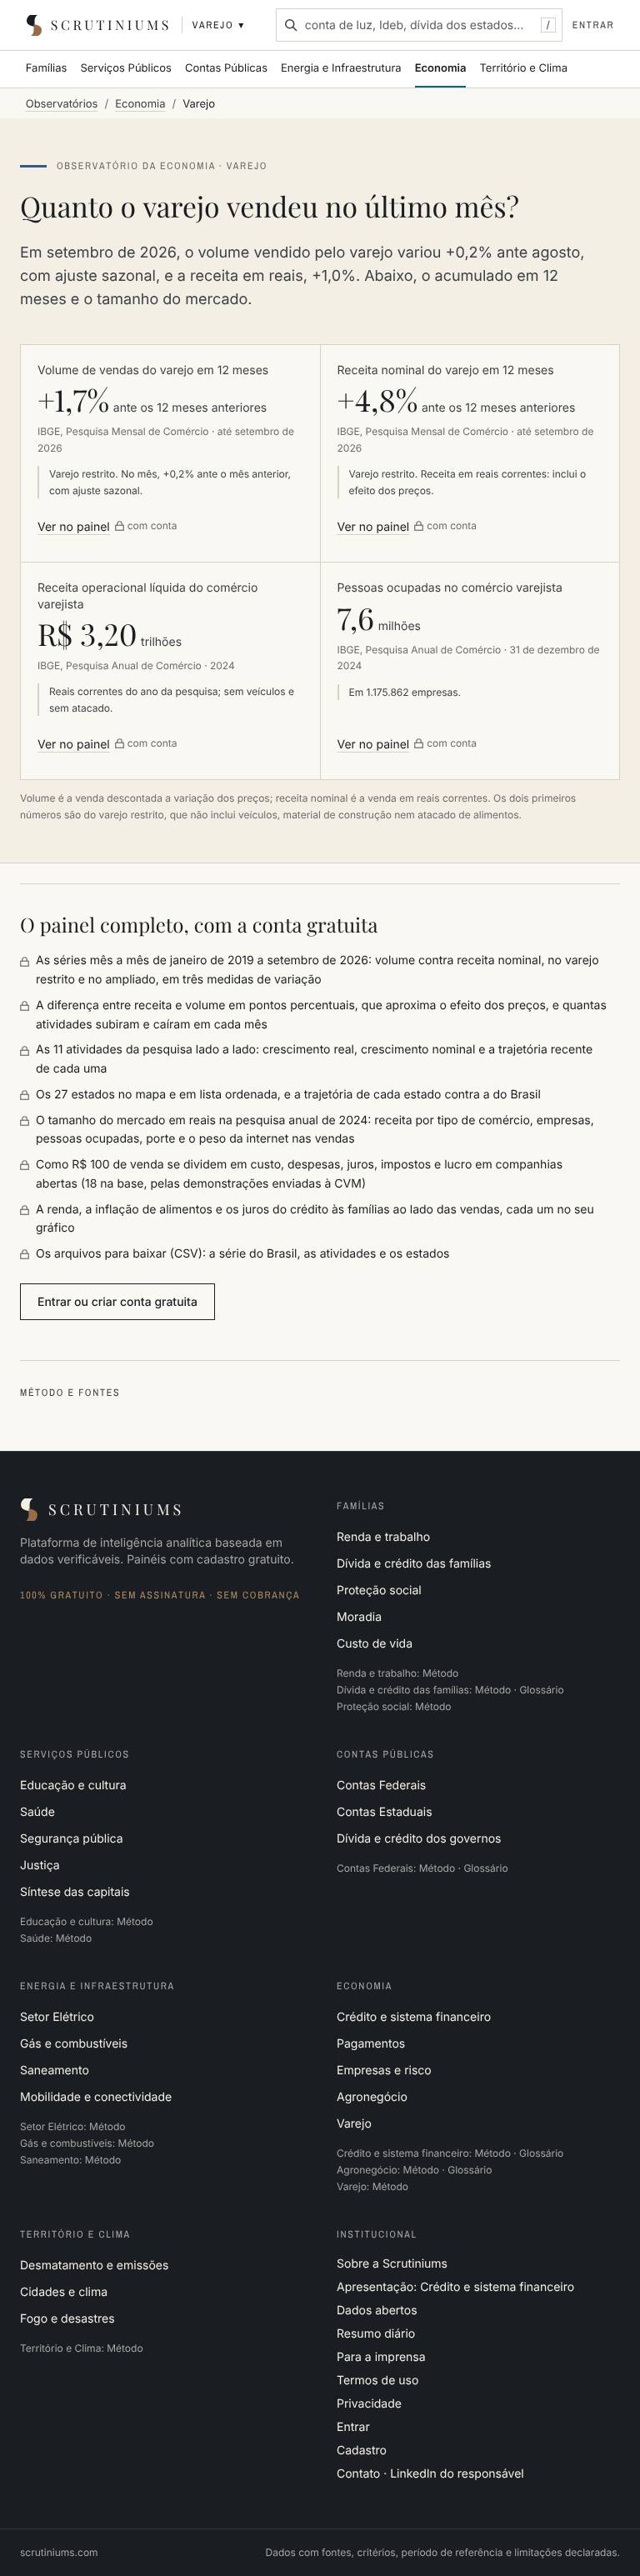 SCRUTINIUMS
VAREJO ▾
conta de luz, Ideb, dívida dos estados...
/
ENTRAR
Famílias
Serviços Públicos
Contas Públicas
Energia e Infraestrutura
Economia
Território e Clima
Observatórios / Economia / Varejo
OBSERVATÓRIO DA ECONOMIA · VAREJO
Quanto o varejo vendeu no último mês?
Em setembro de 2026, o volume vendido pelo varejo variou +0,2% ante agosto,
com ajuste sazonal, e a receita em reais, +1,0%. Abaixo, o acumulado em 12
meses e o tamanho do mercado.
Volume de vendas do varejo em 12 meses
+1,7% ante os 12 meses anteriores
IBGE, Pesquisa Mensal de Comércio · até setembro de
2026
Varejo restrito. No mês, +0,2% ante o mês anterior,
com ajuste sazonal.
Ver no painel com conta
Receita nominal do varejo em 12 meses
+4,8% ante os 12 meses anteriores
IBGE, Pesquisa Mensal de Comércio · até setembro de
2026
Varejo restrito. Receita em reais correntes: inclui o
efeito dos preços.
Ver no painel com conta
Receita operacional líquida do comércio
varejista
R$ 3,20 trilhões
IBGE, Pesquisa Anual de Comércio · 2024
Reais correntes do ano da pesquisa; sem veículos e
sem atacado.
Ver no painel com conta
Pessoas ocupadas no comércio varejista
7,6 milhões
IBGE, Pesquisa Anual de Comércio · 31 de dezembro de
2024
Em 1.175.862 empresas.
Ver no painel com conta
Volume é a venda descontada a variação dos preços; receita nominal é a venda em reais correntes. Os dois primeiros
números são do varejo restrito, que não inclui veículos, material de construção nem atacado de alimentos.
O painel completo, com a conta gratuita
As séries mês a mês de janeiro de 2019 a setembro de 2026: volume contra receita nominal, no varejo
restrito e no ampliado, em três medidas de variação
A diferença entre receita e volume em pontos percentuais, que aproxima o efeito dos preços, e quantas
atividades subiram e caíram em cada mês
As 11 atividades da pesquisa lado a lado: crescimento real, crescimento nominal e a trajetória recente
de cada uma
Os 27 estados no mapa e em lista ordenada, e a trajetória de cada estado contra a do Brasil
O tamanho do mercado em reais na pesquisa anual de 2024: receita por tipo de comércio, empresas,
pessoas ocupadas, porte e o peso da internet nas vendas
Como R$ 100 de venda se dividem em custo, despesas, juros, impostos e lucro em companhias
abertas (18 na base, pelas demonstrações enviadas à CVM)
A renda, a inflação de alimentos e os juros do crédito às famílias ao lado das vendas, cada um no seu
gráfico
Os arquivos para baixar (CSV): a série do Brasil, as atividades e os estados
Entrar ou criar conta gratuita
MÉTODO E FONTES
SCRUTINIUMS
Plataforma de inteligência analítica baseada em
dados verificáveis. Painéis com cadastro gratuito.
100% GRATUITO · SEM ASSINATURA · SEM COBRANÇA
FAMÍLIAS
Renda e trabalho
Dívida e crédito das famílias
Proteção social
Moradia
Custo de vida
Renda e trabalho: Método
Dívida e crédito das famílias: Método · Glossário
Proteção social: Método
SERVIÇOS PÚBLICOS
Educação e cultura
Saúde
Segurança pública
Justiça
Síntese das capitais
Educação e cultura: Método
Saúde: Método
CONTAS PÚBLICAS
Contas Federais
Contas Estaduais
Dívida e crédito dos governos
Contas Federais: Método · Glossário
ENERGIA E INFRAESTRUTURA
Setor Elétrico
Gás e combustíveis
Saneamento
Mobilidade e conectividade
Setor Elétrico: Método
Gás e combustíveis: Método
Saneamento: Método
ECONOMIA
Crédito e sistema financeiro
Pagamentos
Empresas e risco
Agronegócio
Varejo
Crédito e sistema financeiro: Método · Glossário
Agronegócio: Método · Glossário
Varejo: Método
TERRITÓRIO E CLIMA
Desmatamento e emissões
Cidades e clima
Fogo e desastres
Território e Clima: Método
INSTITUCIONAL
Sobre a Scrutiniums
Apresentação: Crédito e sistema financeiro
Dados abertos
Resumo diário
Para a imprensa
Termos de uso
Privacidade
Entrar
Cadastro
Contato · LinkedIn do responsável
scrutiniums.com
Dados com fontes, critérios, período de referência e limitações declaradas.